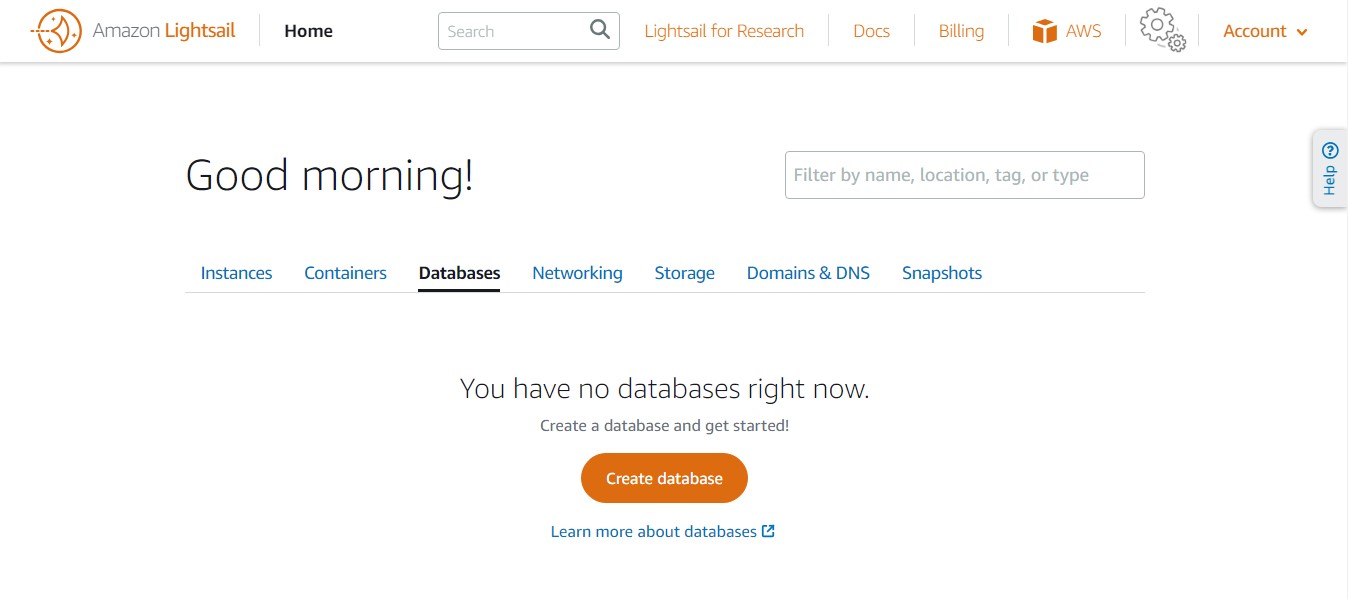 Amazon Lightsail Home Search Lightsail for Research Docs Billing AWS Account
Help
Good morning! Filter by name, location, tag, or type
Instances Containers Databases Networking Storage Domains & DNS Snapshots
You have no databases right now.
Create a database and get started!
Create database
Learn more about databases